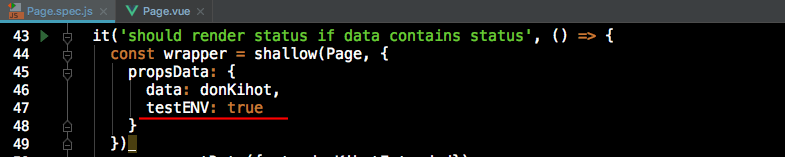 Page.spec.js × Page.vue ×
43 it('should render status if data contains status', () => {
44 const wrapper = shallow(Page, {
45 propsData: {
46 data: donKihot,
47 testENV: true
48 }
49 })_